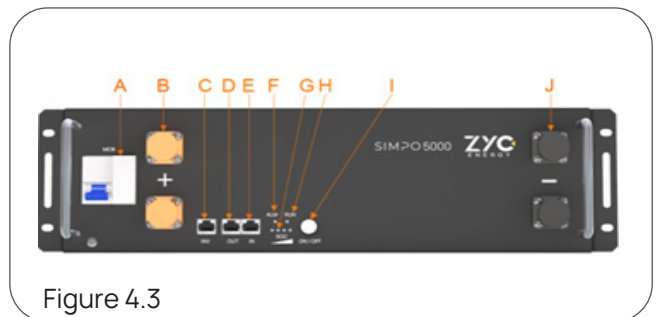 A B C D E F G H I J
MCB
SIMPO5000 ZYC
ENERGY
+
−
ALM RUN
SOC
INV OUT IN ON / OFF
Figure 4.3